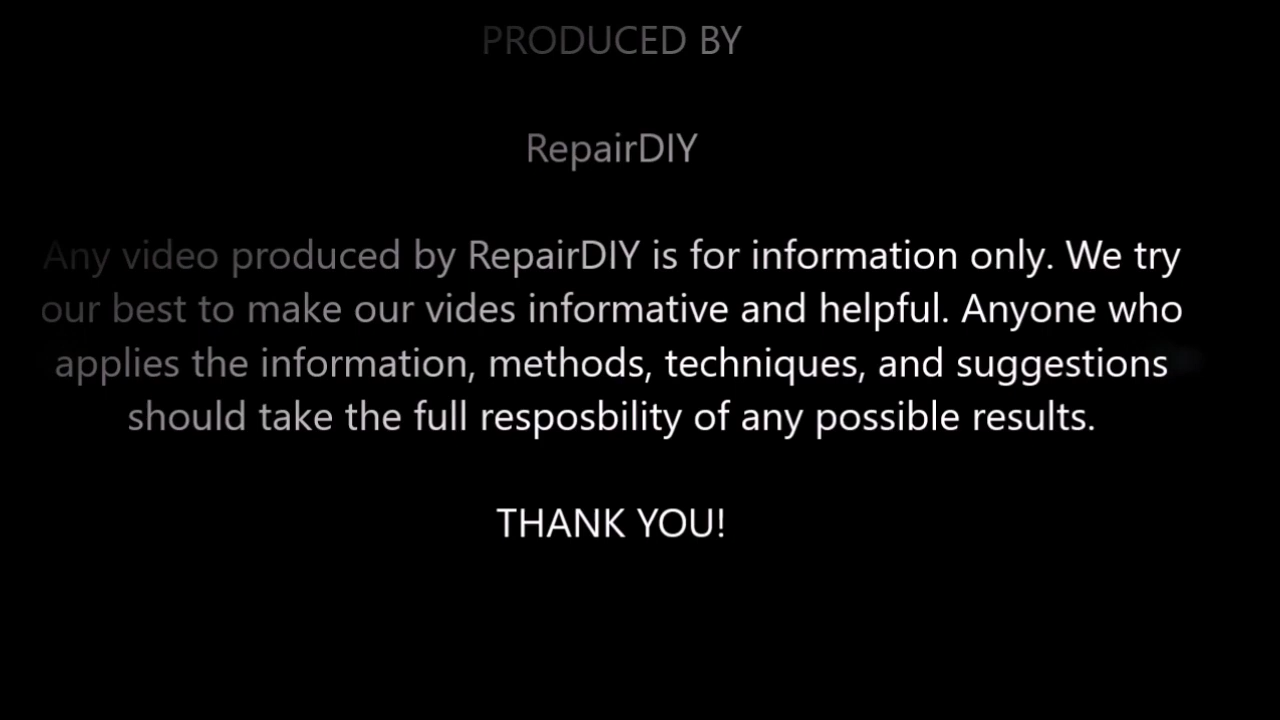 PRODUCED BY
RepairDIY
Any video produced by RepairDIY is for information only. We try
our best to make our vides informative and helpful. Anyone who
applies the information, methods, techniques, and suggestions
should take the full resposbility of any possible results.
THANK YOU!